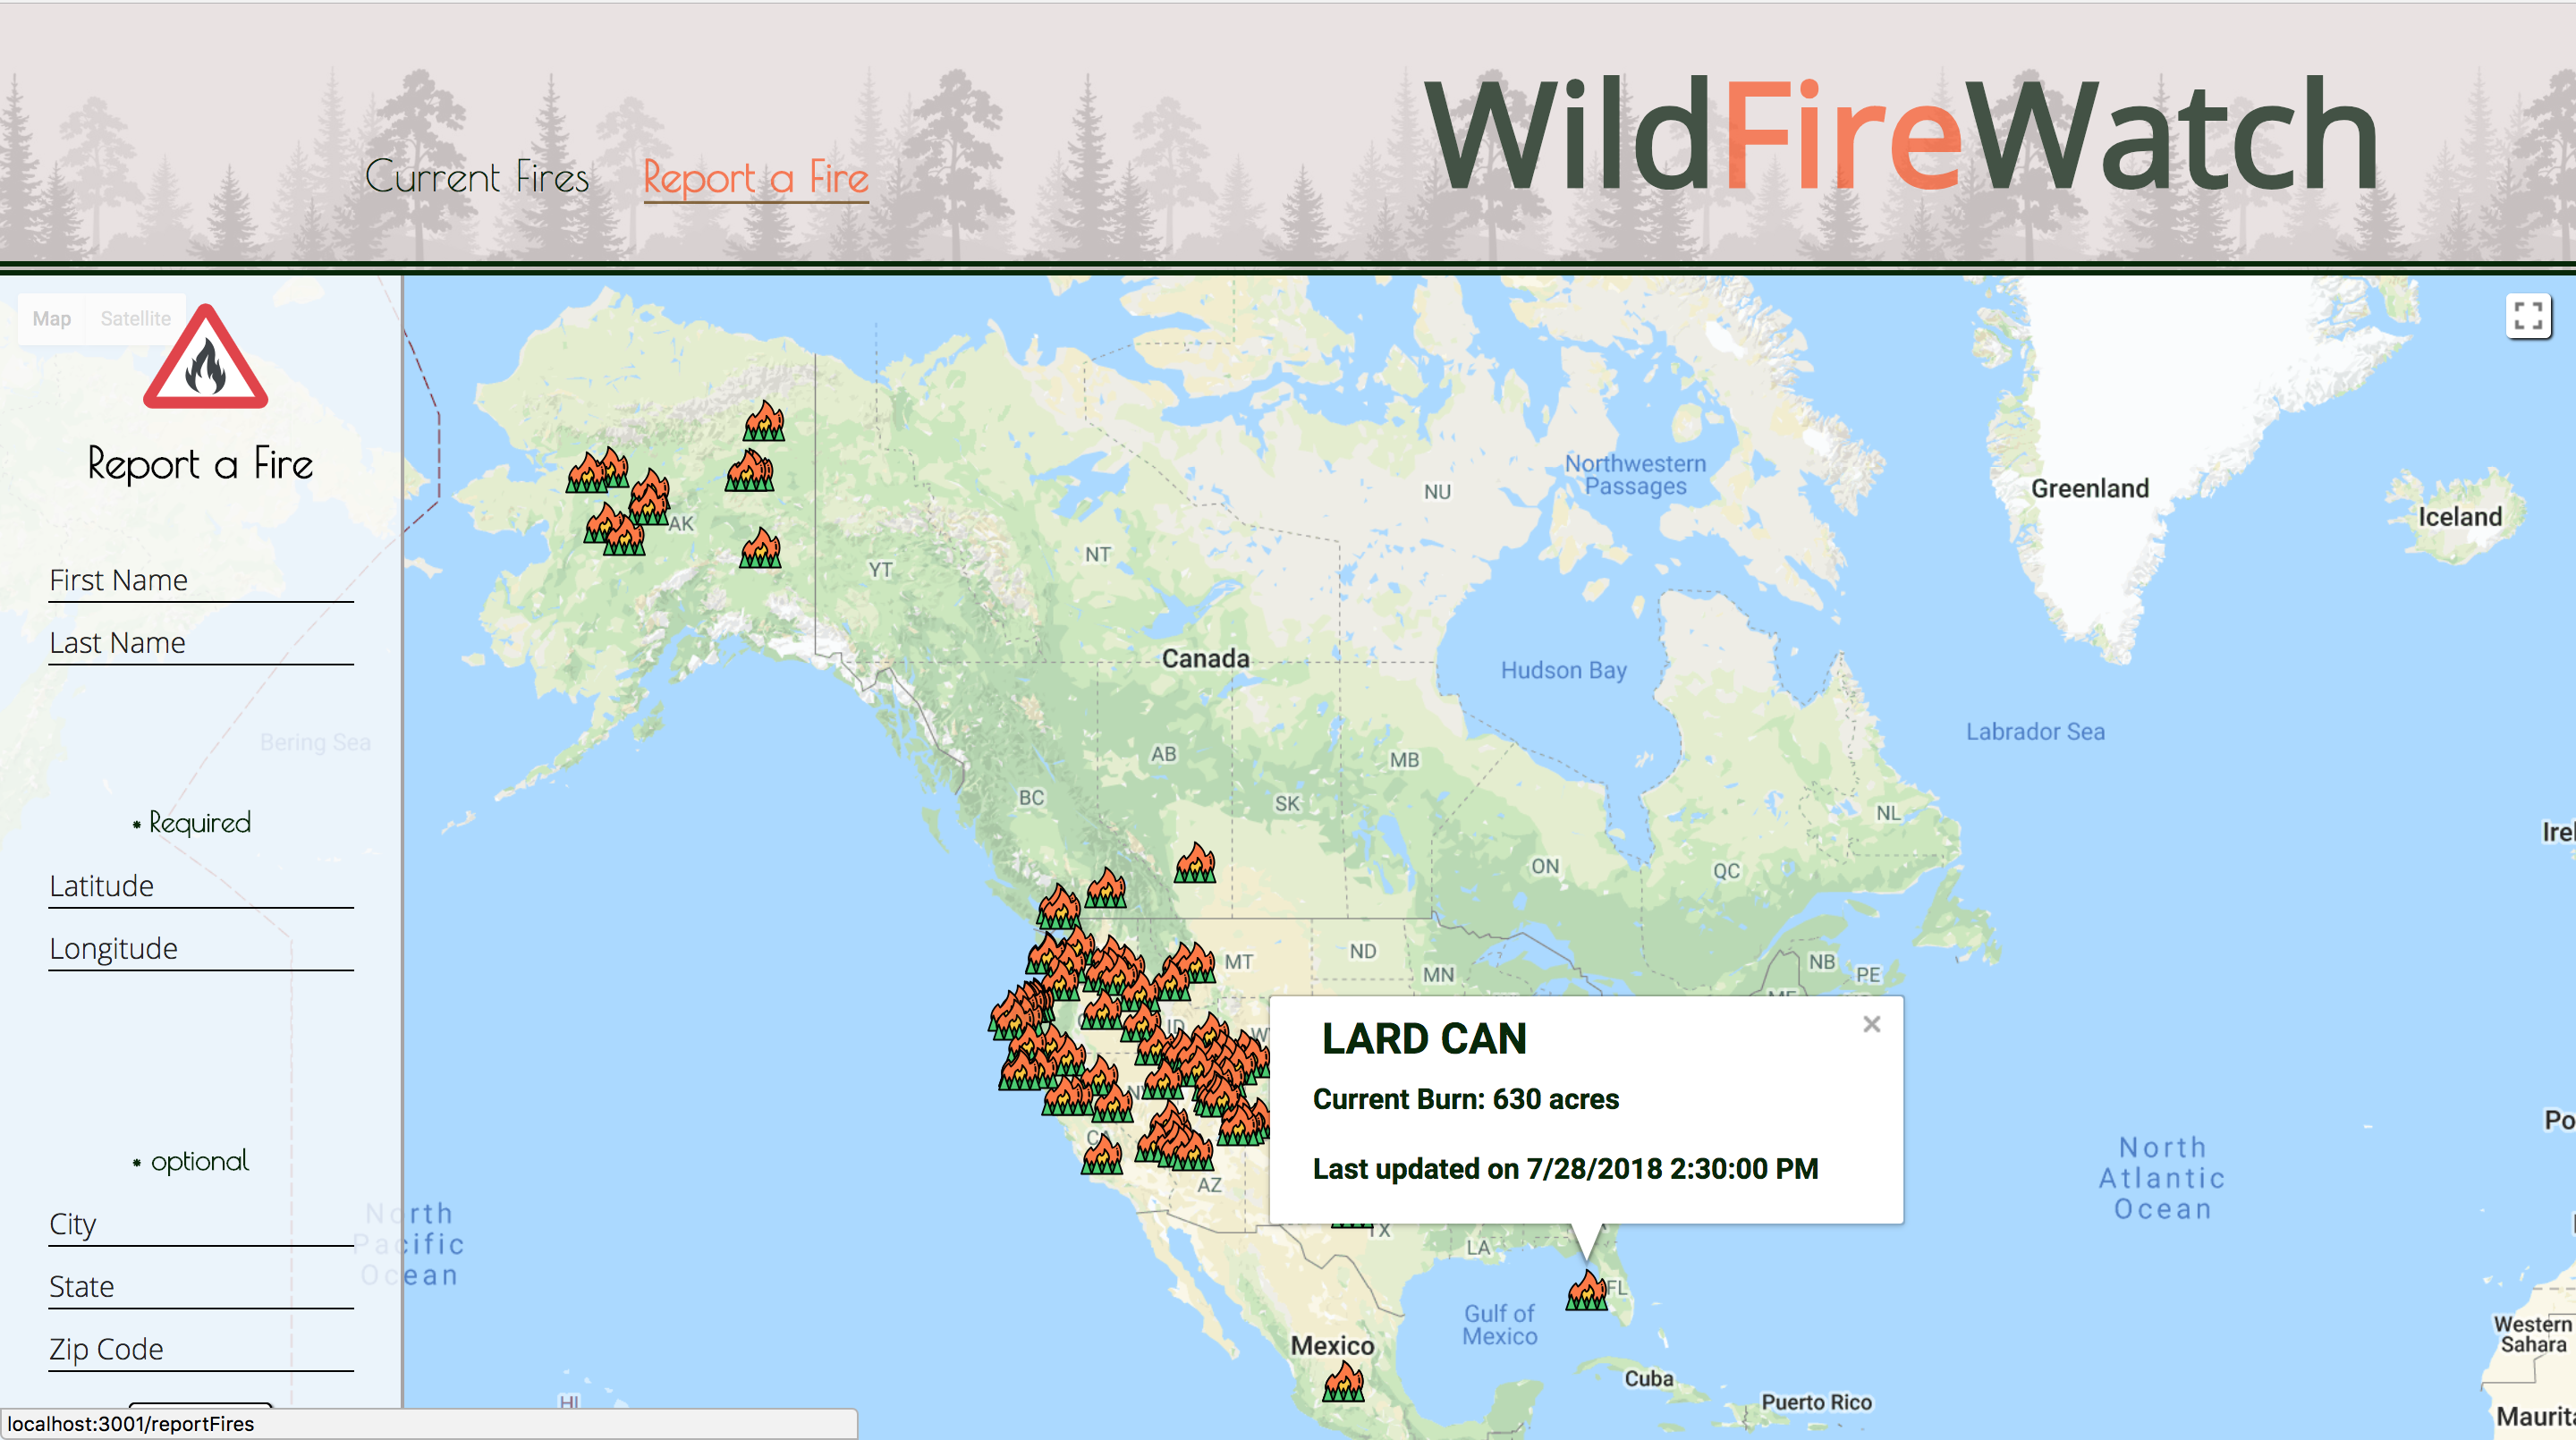 WildFireWatch
Current Fires
Report a Fire
Map
Satellite
Report a Fire
First Name
Last Name
Bering Sea
* Required
Latitude
Longitude
* optional
City
State
Zip Code
North
Pacific
Ocean
HI
localhost:3001/reportFires
AK
YT
NT
NU
Northwestern
Passages
Greenland
Iceland
Canada
Hudson Bay
Labrador Sea
BC
AB
SK
MB
ON
QC
NL
NB
PE
MT
ND
MN
ID
AZ
TX
LA
FL
LARD CAN
Current Burn: 630 acres
Last updated on 7/28/2018 2:30:00 PM
North
Atlantic
Ocean
Gulf of
Mexico
Mexico
Cuba
Puerto Rico
Western
Sahara